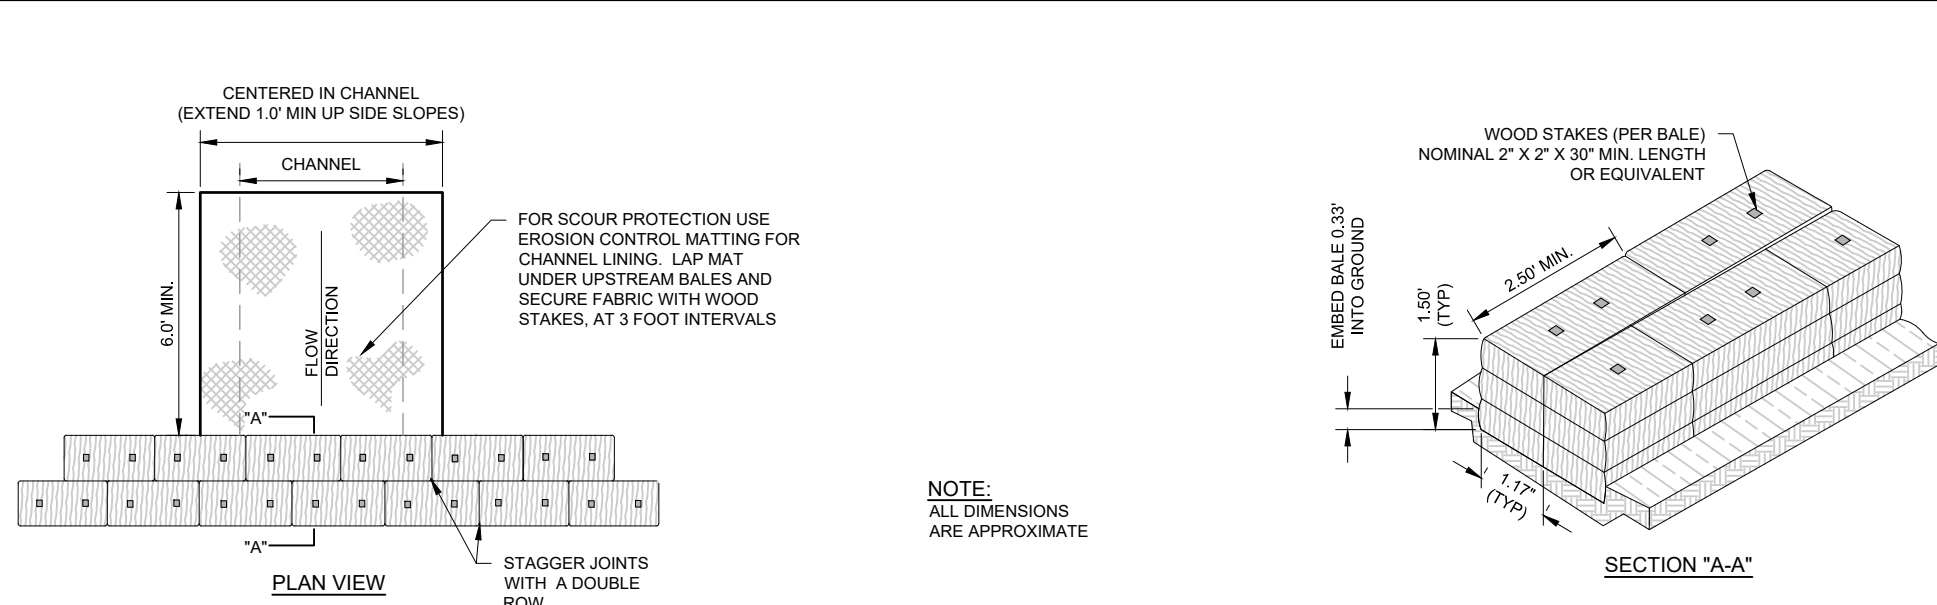 CENTERED IN CHANNEL
(EXTEND 1.0' MIN UP SIDE SLOPES)
CHANNEL
6.0' MIN.
FLOW
DIRECTION
FOR SCOUR PROTECTION USE
EROSION CONTROL MATTING FOR
CHANNEL LINING. LAP MAT
UNDER UPSTREAM BALES AND
SECURE FABRIC WITH WOOD
STAKES, AT 3 FOOT INTERVALS
"A"
"A"
STAGGER JOINTS
WITH A DOUBLE
ROW
PLAN VIEW
NOTE:
ALL DIMENSIONS
ARE APPROXIMATE
WOOD STAKES (PER BALE)
NOMINAL 2" X 2" X 30" MIN. LENGTH
OR EQUIVALENT
EMBED BALE 0.33'
INTO GROUND
1.50'
(TYP)
2.50' MIN.
1.17"
(TYP)
SECTION "A-A"